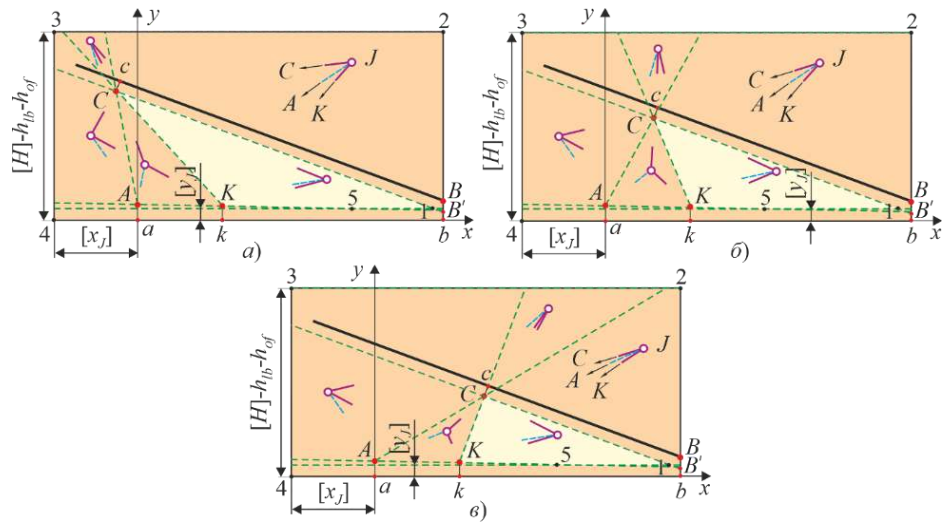 3
y
2
c
C
J
C
A
K
[H]-h_lb-h_of
A
[y_J]
K
5
1
B
B'
4
[x_J]
a
k
b
x
а)
3
y
2
c
C
J
C
A
K
[H]-h_lb-h_of
A
K
[y_J]
5
1
B
B'
4
[x_J]
a
k
b
x
б)
3
y
2
c
C
J
C
A
K
[H]-h_lb-h_of
A
[y_J]
K
5
1
B
B'
4
[x_J]
a
k
b
x
в)